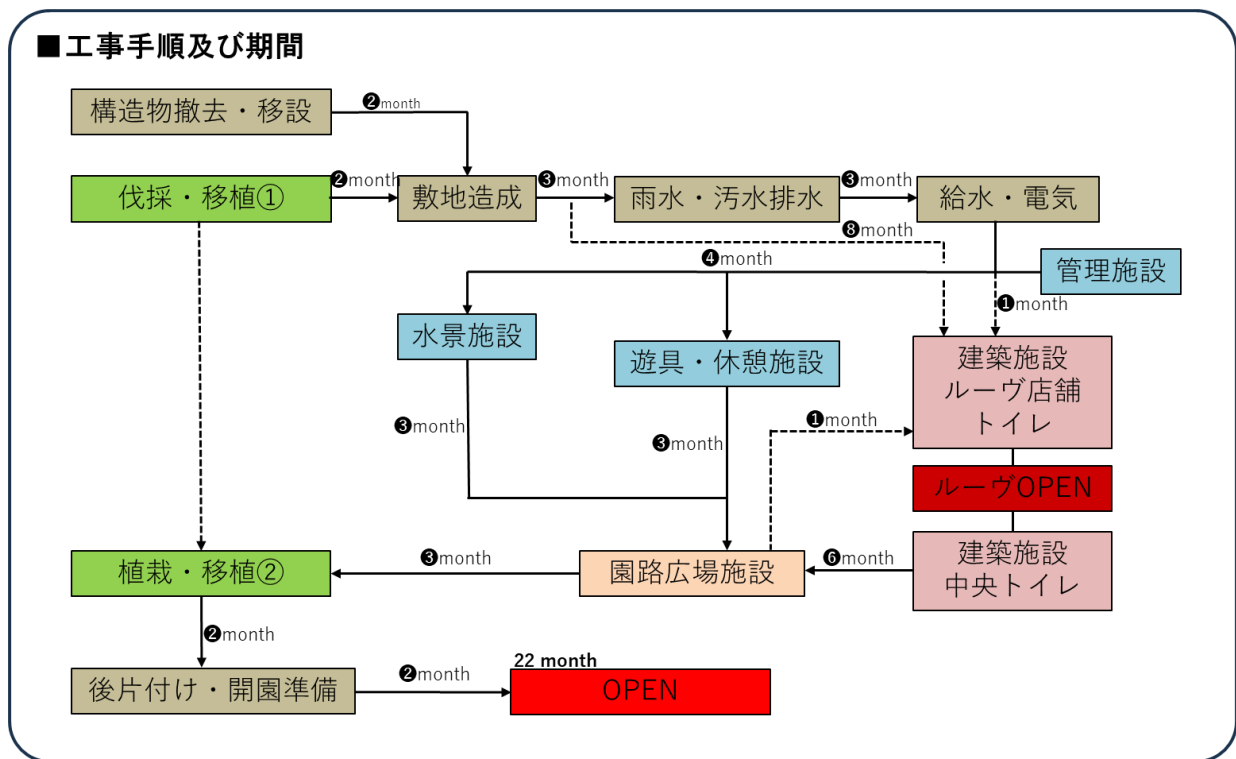 ■工事手順及び期間
構造物撤去・移設
❷month
伐採・移植①
❷month
敷地造成
❸month
雨水・汚水排水
❸month
給水・電気
❽month
❹month
管理施設
❶month
水景施設
遊具・休憩施設
建築施設
ルーヴ店舗
トイレ
❸month
❸month
❶month
ルーヴOPEN
植栽・移植②
❸month
園路広場施設
❻month
建築施設
中央トイレ
❷month
後片付け・開園準備
❷month
22 month
OPEN